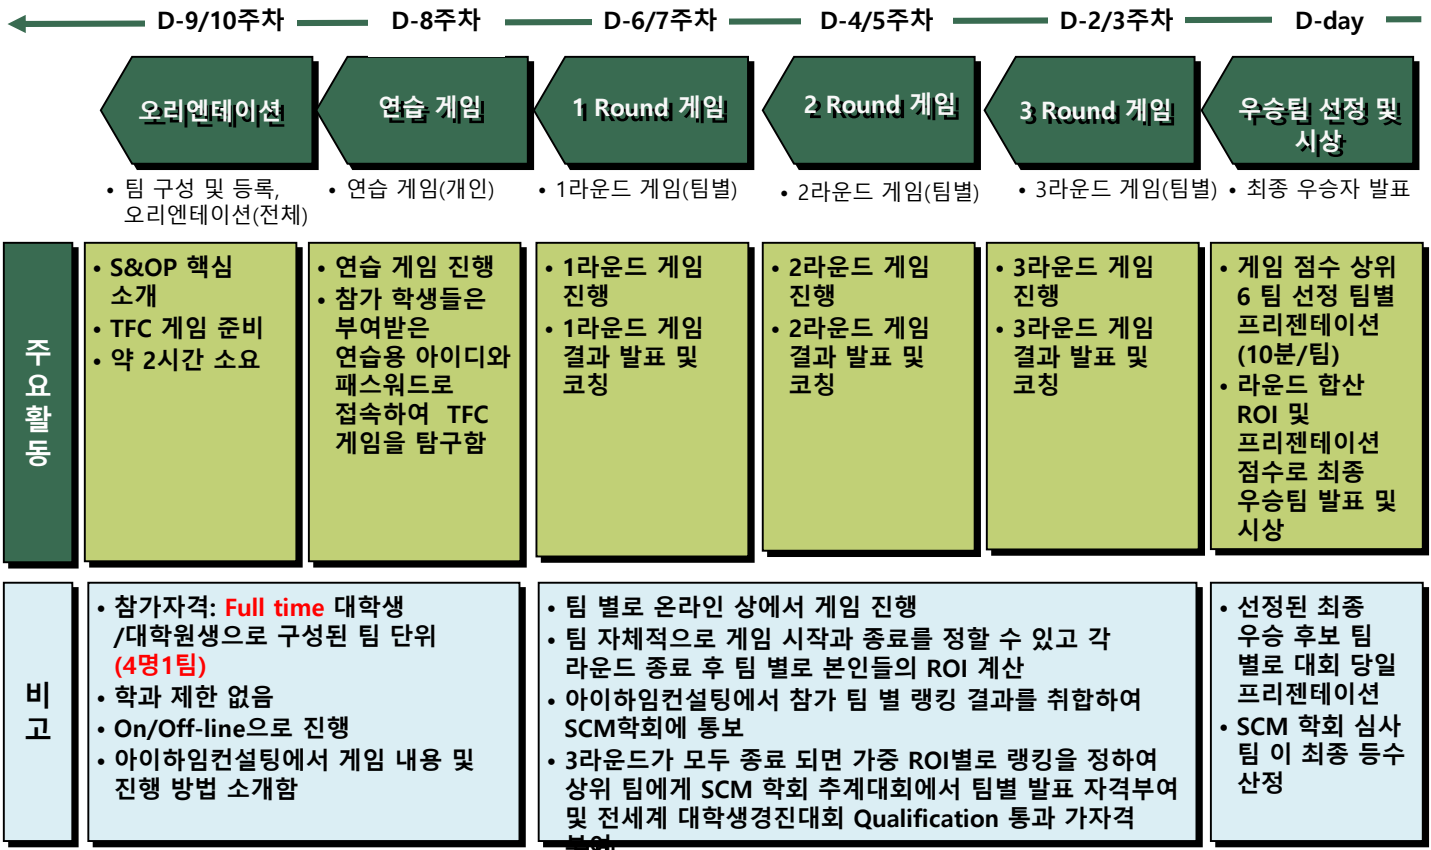 D-9/10주차
D-8주차
D-6/7주차
D-4/5주차
D-2/3주차
D-day
오리엔테이션
연습 게임
1 Round 게임
2 Round 게임
3 Round 게임
우승팀 선정 및
시상
• 팀 구성 및 등록,
오리엔테이션(전체)
• 연습 게임(개인)
• 1라운드 게임(팀별)
• 2라운드 게임(팀별)
• 3라운드 게임(팀별)
• 최종 우승자 발표
주요활동
• S&OP 핵심
소개
• TFC 게임 준비
• 약 2시간 소요
• 연습 게임 진행
• 참가 학생들은
부여받은
연습용 아이디와
패스워드로
접속하여 TFC
게임을 탐구함
• 1라운드 게임
진행
• 1라운드 게임
결과 발표 및
코칭
• 2라운드 게임
진행
• 2라운드 게임
결과 발표 및
코칭
• 3라운드 게임
진행
• 3라운드 게임
결과 발표 및
코칭
• 게임 점수 상위
6 팀 선정 팀별
프리젠테이션
(10분/팀)
• 라운드 합산
ROI 및
프리젠테이션
점수로 최종
우승팀 발표 및
시상
비고
• 참가자격: Full time 대학생
/대학원생으로 구성된 팀 단위
(4명1팀)
• 학과 제한 없음
• On/Off-line으로 진행
• 아이하임컨설팅에서 게임 내용 및
진행 방법 소개함
• 팀 별로 온라인 상에서 게임 진행
• 팀 자체적으로 게임 시작과 종료를 정할 수 있고 각
라운드 종료 후 팀 별로 본인들의 ROI 계산
• 아이하임컨설팅에서 참가 팀 별 랭킹 결과를 취합하여
SCM학회에 통보
• 3라운드가 모두 종료 되면 가중 ROI별로 랭킹을 정하여
상위 팀에게 SCM 학회 추계대회에서 팀별 발표 자격부여
및 전세계 대학생경진대회 Qualification 통과 가자격
• 선정된 최종
우승 후보 팀
별로 대회 당일
프리젠테이션
• SCM 학회 심사
팀 이 최종 등수
산정